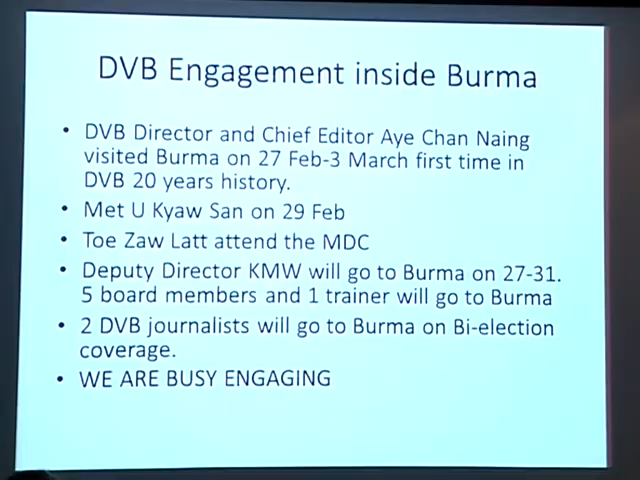 DVB Engagement inside Burma
• DVB Director and Chief Editor Aye Chan Naing
visited Burma on 27 Feb-3 March first time in
DVB 20 years history.
• Met U Kyaw San on 29 Feb
• Toe Zaw Latt attend the MDC
• Deputy Director KMW will go to Burma on 27-31.
5 board members and 1 trainer will go to Burma
• 2 DVB journalists will go to Burma on Bi-election
coverage.
• WE ARE BUSY ENGAGING